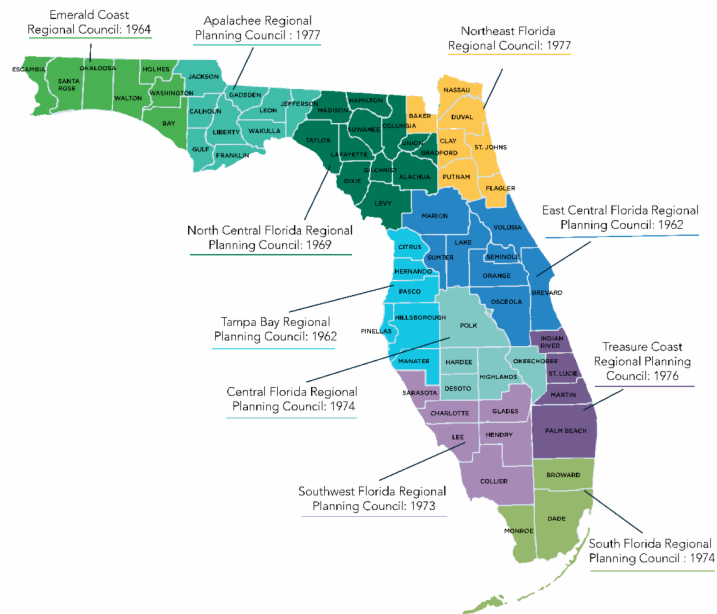 Emerald Coast
Regional Council: 1964
Apalachee Regional
Planning Council : 1977
Northeast Florida
Regional Council: 1977
ESCAMBIA
SANTA
ROSE
OKALOOSA
WALTON
HOLMES
WASHINGTON
BAY
JACKSON
CALHOUN
GULF
LIBERTY
FRANKLIN
GADSDEN
LEON
WAKULLA
JEFFERSON
MADISON
HAMILTON
TAYLOR
SUWANEE
COLUMBIA
LAFAYETTE
DIXIE
GILCHRIST
UNION
BRADFORD
ALACHUA
LEVY
BAKER
NASSAU
DUVAL
CLAY
ST. JOHNS
PUTNAM
FLAGLER
North Central Florida Regional
Planning Council: 1969
East Central Florida Regional
Planning Council: 1962
MARION
VOLUSIA
LAKE
SUMTER
SEMINOLE
ORANGE
OSCEOLA
BREVARD
CITRUS
HERNANDO
PASCO
HILLSBOROUGH
PINELLAS
MANATEE
Tampa Bay Regional
Planning Council: 1962
POLK
HARDEE
DESOTO
HIGHLANDS
OKEECHOBEE
Central Florida Regional
Planning Council: 1974
INDIAN
RIVER
ST. LUCIE
MARTIN
PALM BEACH
Treasure Coast
Regional Planning
Council: 1976
SARASOTA
CHARLOTTE
GLADES
LEE
HENDRY
COLLIER
Southwest Florida Regional
Planning Council: 1973
BROWARD
DADE
MONROE
South Florida Regional
Planning Council: 1974